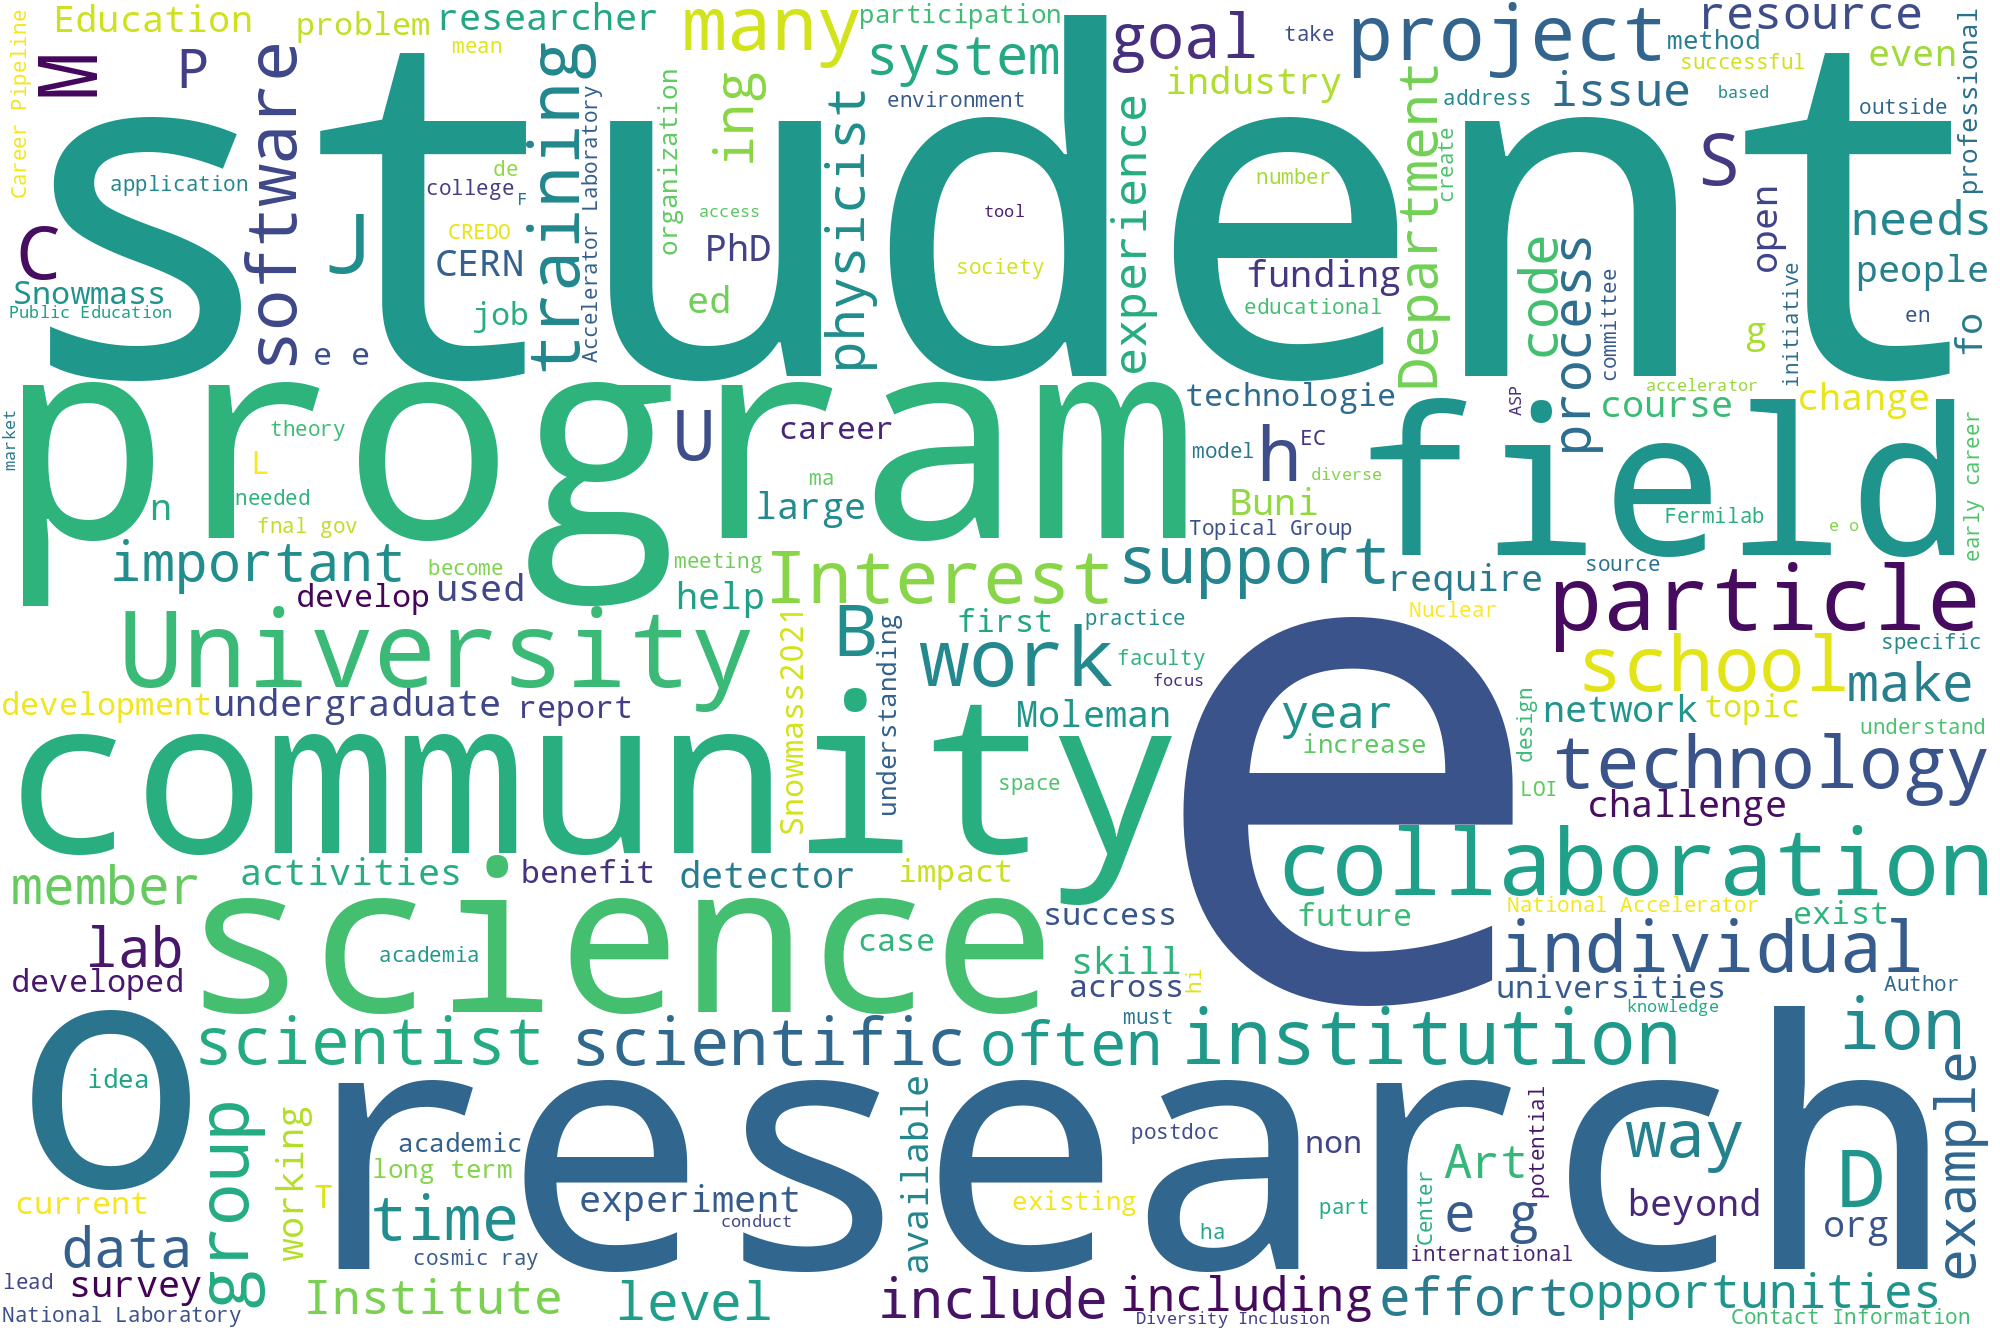 Education
problem
researcher
many
participation
goal
take
project
resource
professional
Career Pipeline
M
P
software
mean
training
system
industry
method
successful
even
student
ing
organization
environment
physicist
experience
Department
address
issue
based
outside
create
S
application
de
college
F
Accelerator Laboratory
access
tool
number
C
J
CREDO
CERN
PhD
society
funding
code
process
open
needs
Snowmass
Public Education
job
ed
educational
committee
initiative
people
en
fo
g
e e
program
market
theory
L
n
needed
fnal gov
U
career
ma
large
technologie
h
EC
model
diverse
Buni
Topical Group
ASP
field
accelerator
course
change
Fermilab
e o
early career
important
develop
become
used
meeting
help
Interest
support
require
source
particle
University
Snowmass2021
B
understanding
first
practice
work
faculty
focus
Nuclear
school
specific
make
development
undergraduate
report
Moleman
e
year
increase
design
network
topic
understand
community
space
LOI
technology
challenge
member
activities
benefit
detector
impact
collaboration
science
success
future
National Accelerator
exist
lab
academia
case
skill
hi
individual
developed
across
universities
Author
o
idea
scientist
scientific
often
must
institution
knowledge
ion
research
group
working
academic
long term
T
time
experiment
conduct
available
postdoc
existing
non
part
ha
Center
Art
potential
e g
way
beyond
D
org
example
current
data
cosmic ray
international
lead
survey
National Laboratory
Institute
level
include
including
Diversity Inclusion
effort
opportunities
Contact Information